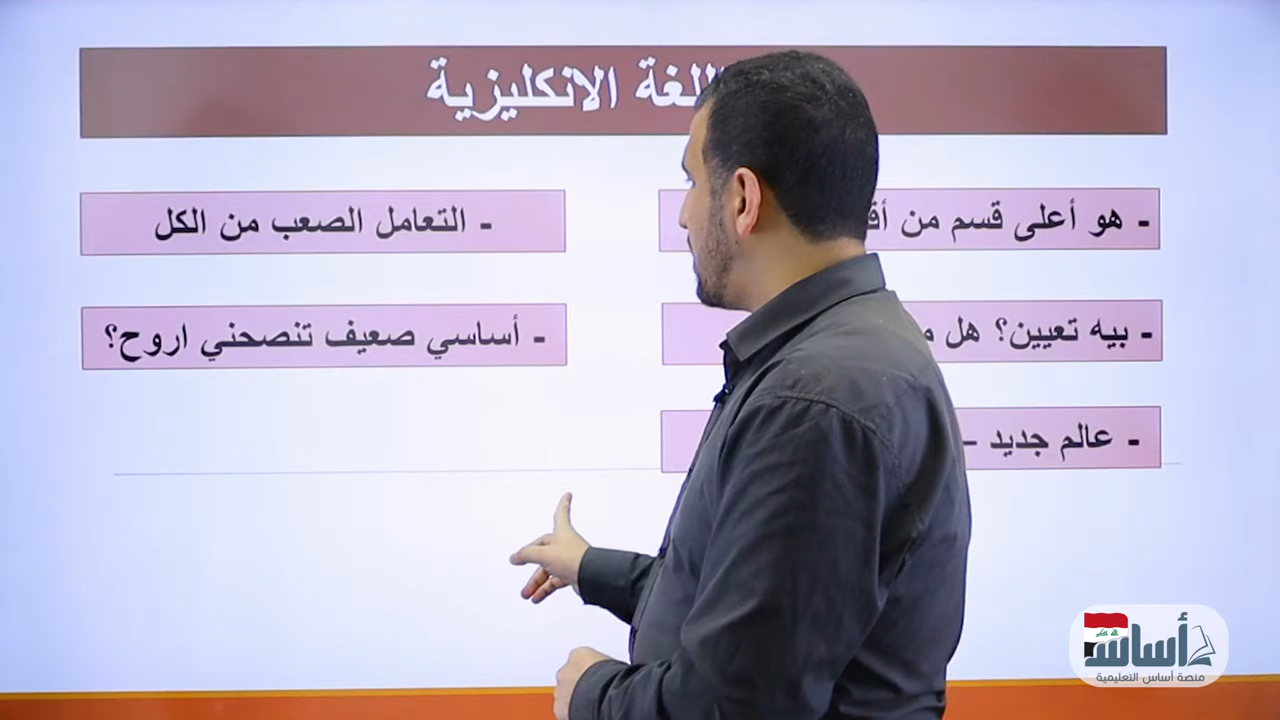 اللغة الانكليزية
- هو أعلى قسم من
- التعامل الصعب من الكل
- بيه تعيين؟ هل
- أساسي صعيف تنصحني اروح؟
- عالم جديد –
أساس
منصة أساس التعليمية